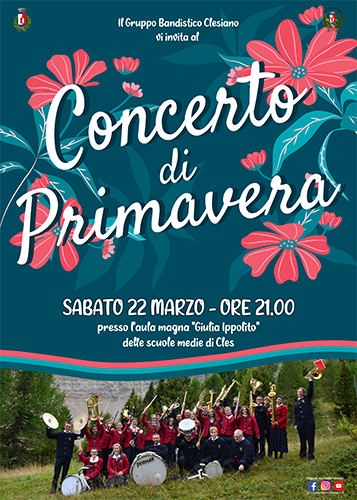 Il Gruppo Bandistico Clesiano
vi invita al
Concerto
di
Primavera
SABATO 22 MARZO - ORE 21.00
presso l'aula magna "Giulia Ippolito"
delle scuole medie di Cles